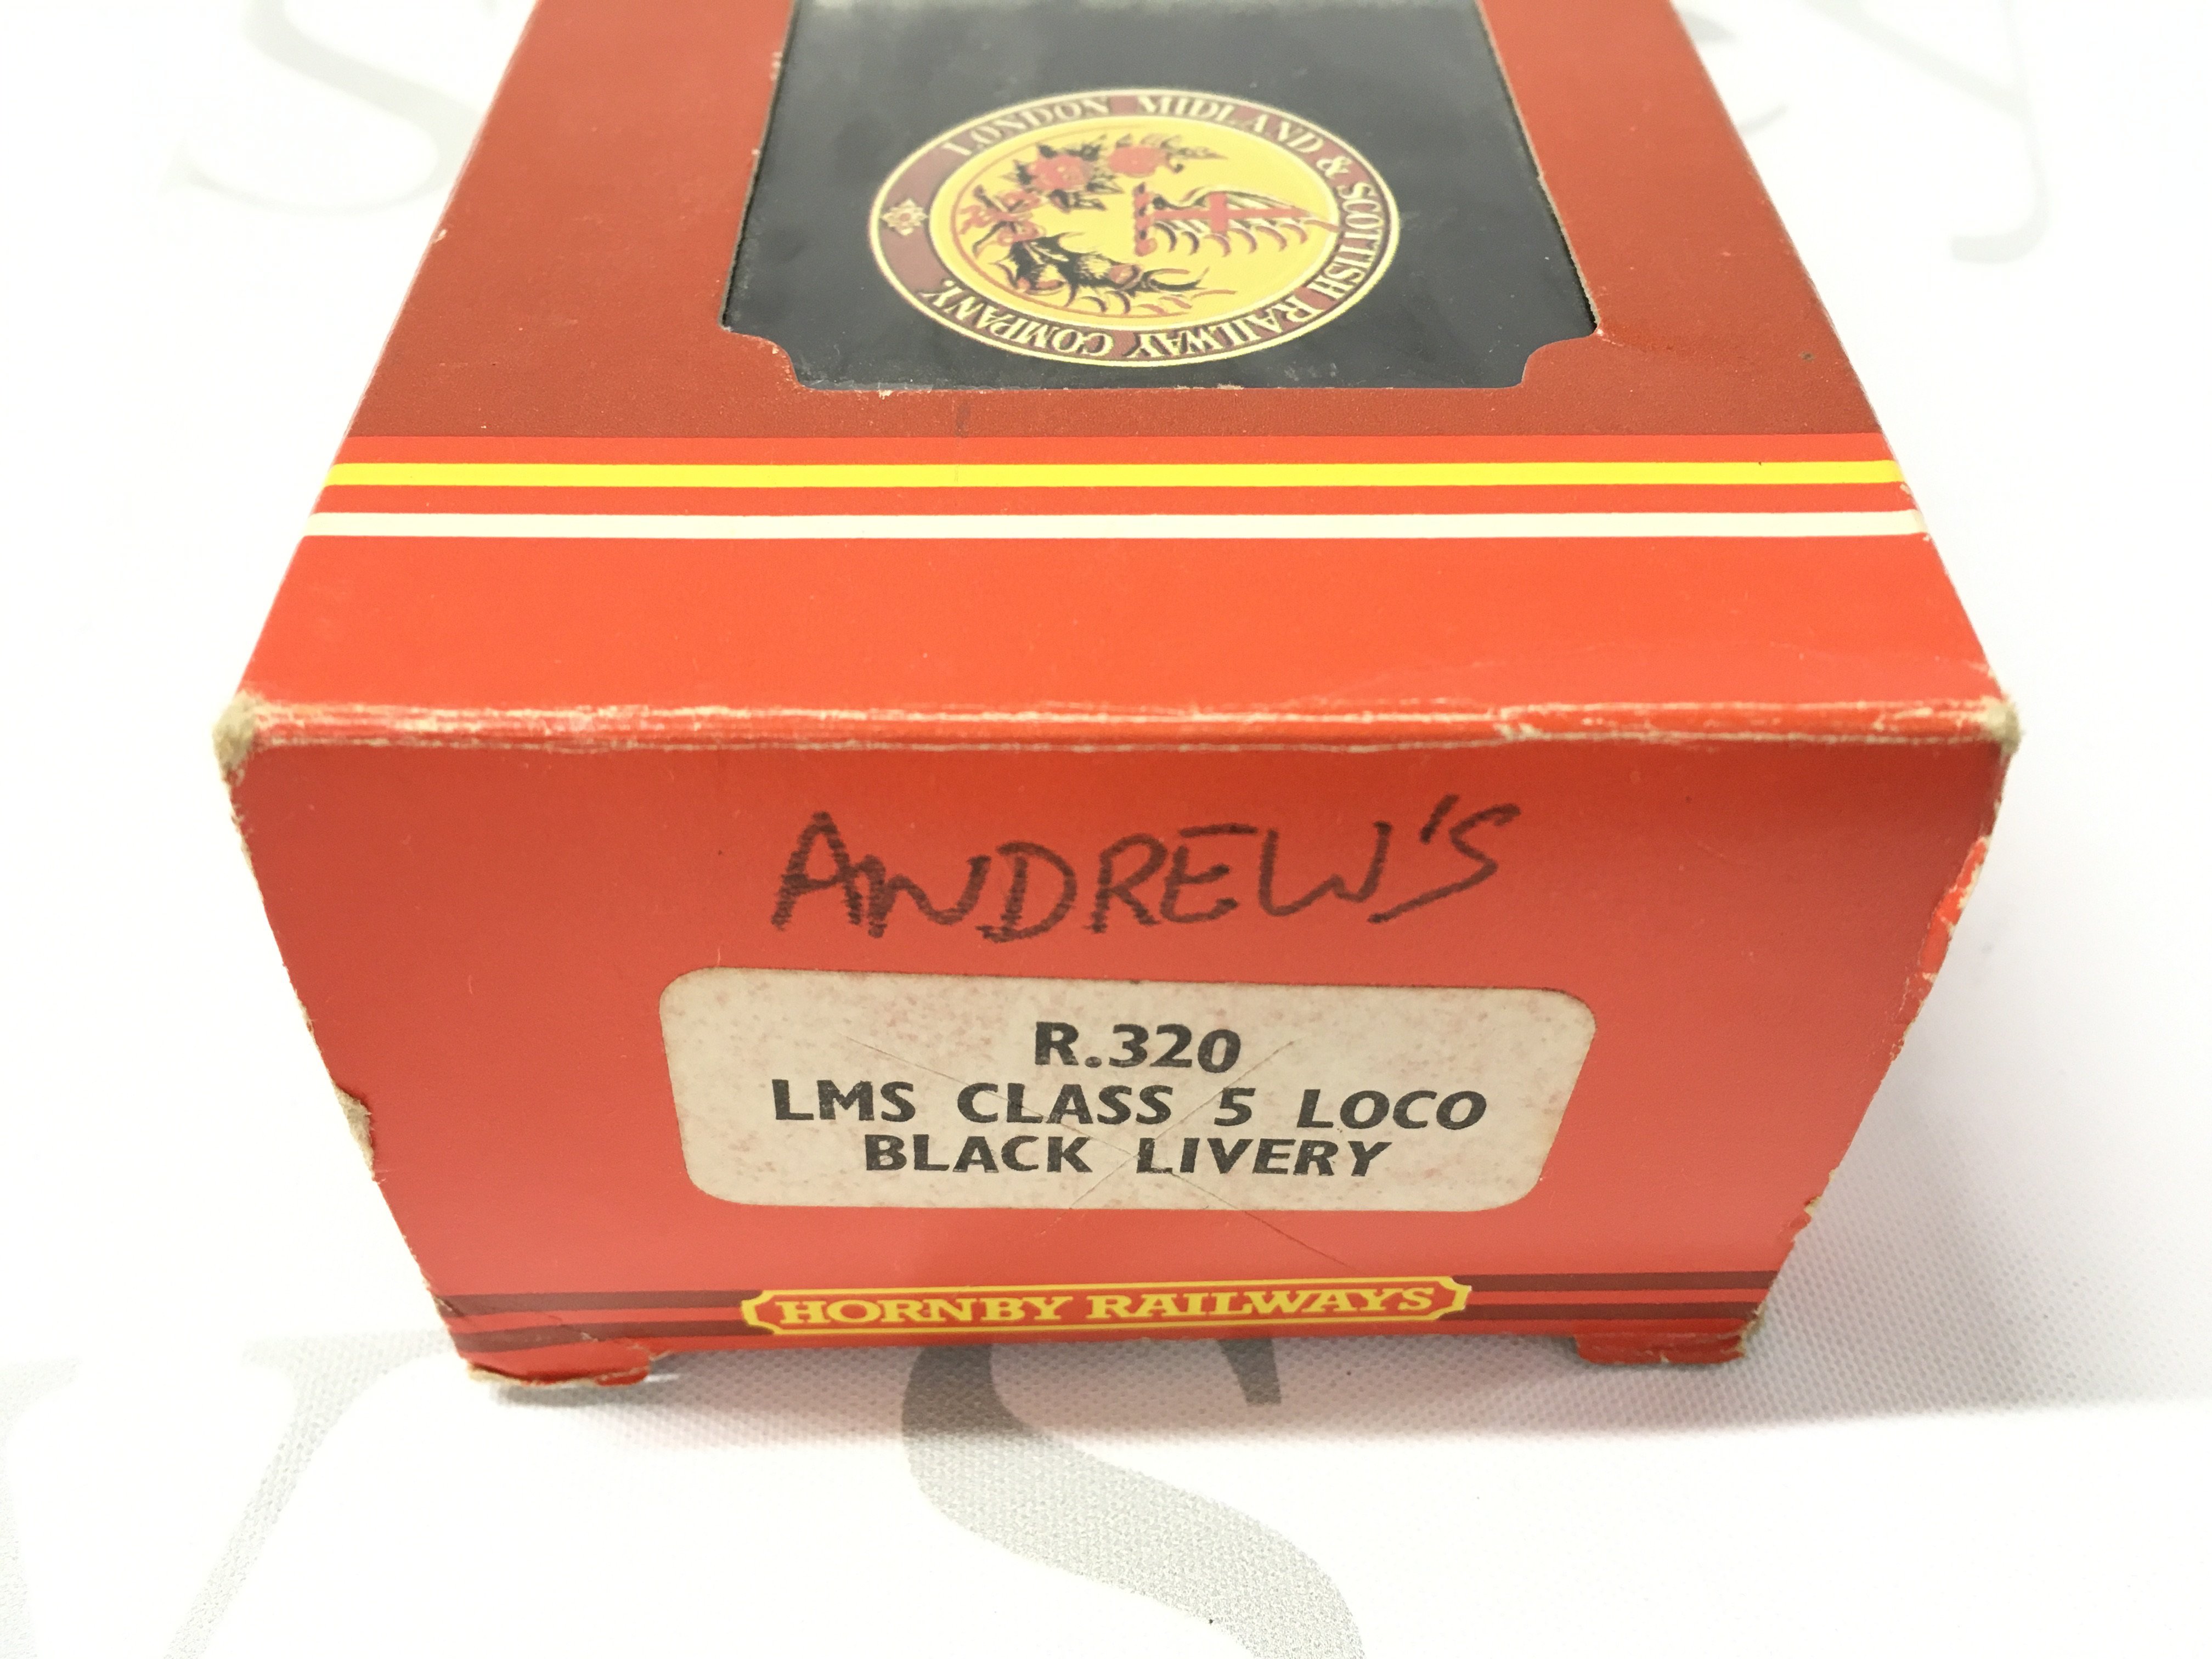 LONDON MIDLAND & SCOTTISH RAILWAY COMPANY.
ANDREW'S
R.320
LMS CLASS 5 LOCO
BLACK LIVERY
HORNBY RAILWAYS